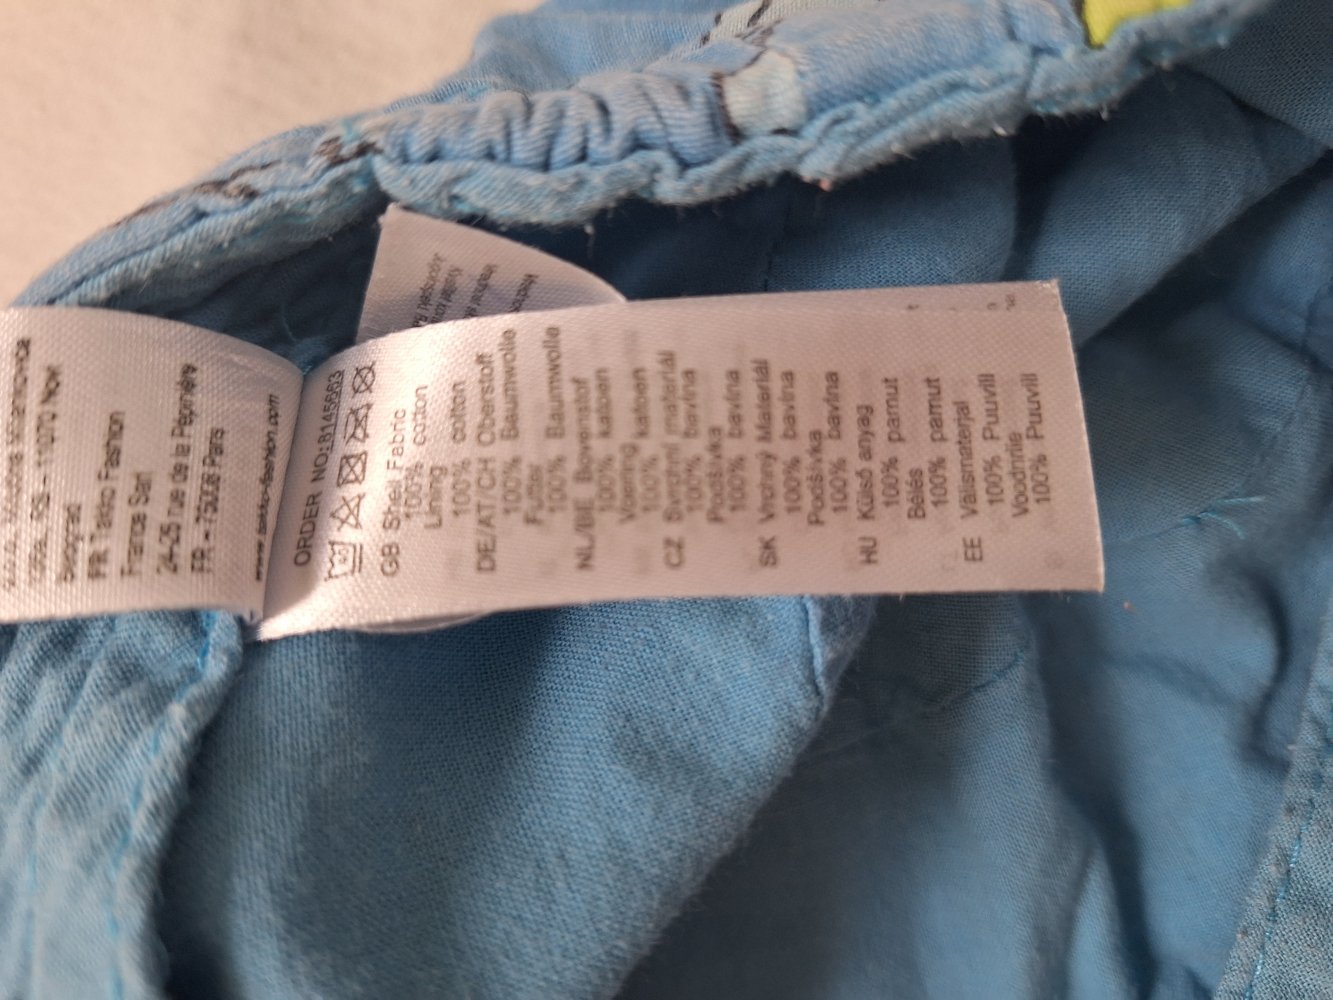 FR Takko Fashion
France Sarl
24-26 rue de la Pépinière
FR - 75008 Paris
ORDER NO:8145663
GB Shell Fabric
100% cotton
Lining
100% cotton
DE/AT/CH Oberstoff
100% Baumwolle
Futter
100% Baumwolle
NL/BE Bovenstof
100% katoen
Voering
100% katoen
CZ Svrchní materiál
100% bavlna
Podšívka
100% bavlna
SK Vrchný Materiál
100% bavlna
Podšívka
100% bavlna
HU Külső anyag
100% pamut
Bélés
100% pamut
EE Välismaterjal
100% Puuvill
Voodririe
100% Puuvill